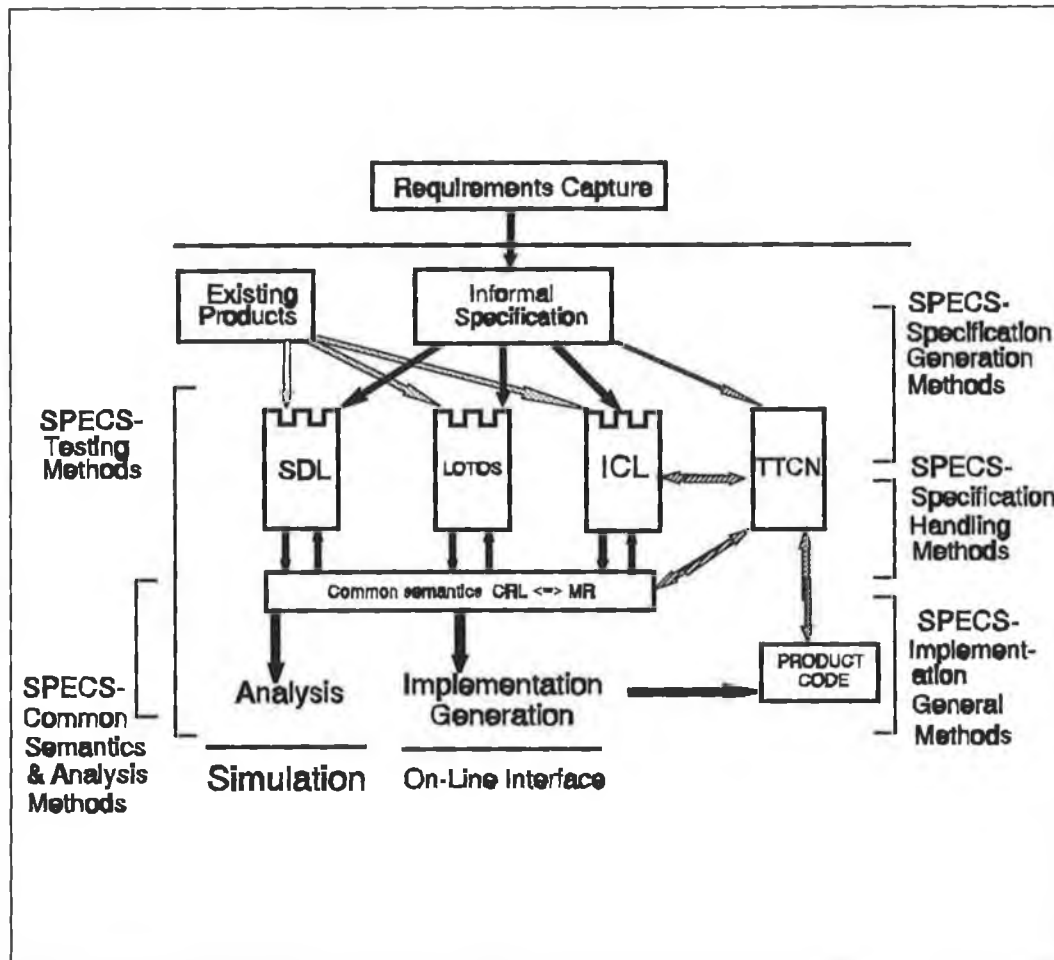 Requirements Capture
Existing
Products
Informal
Specification
SPECS-
Specification
Generation
Methods
SPECS-
Testing
Methods
SDL
LOTOS
ICL
TTCN
SPECS-
Specification
Handling
Methods
Common semantics CRL <=> MR
SPECS-
Implement-
ation
General
Methods
PRODUCT
CODE
SPECS-
Common
Semantics
& Analysis
Methods
Analysis
Implementation
Generation
Simulation
On-Line Interface